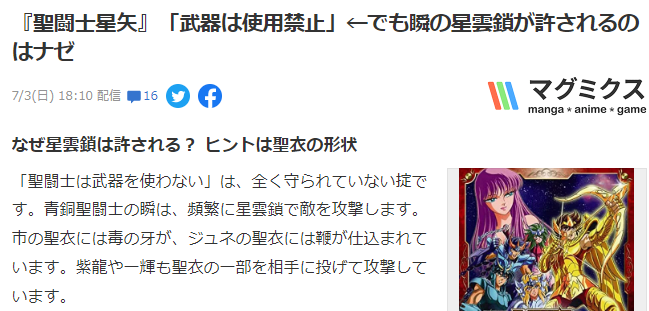 『聖闘士星矢』「武器は使用禁止」←でも瞬の星雲鎖が許されるの
はナゼ
7/3(日) 18:10 配信 16
マグミクス
manga★anime★game
なぜ星雲鎖は許される？ ヒントは聖衣の形状
「聖闘士は武器を使わない」は、全く守られていない掟で
す。青銅聖闘士の瞬は、頻繁に星雲鎖で敵を攻撃します。
市の聖衣には毒の牙が、ジュネの聖衣には鞭が仕込まれて
います。紫龍や一輝も聖衣の一部を相手に投げて攻撃して
います。